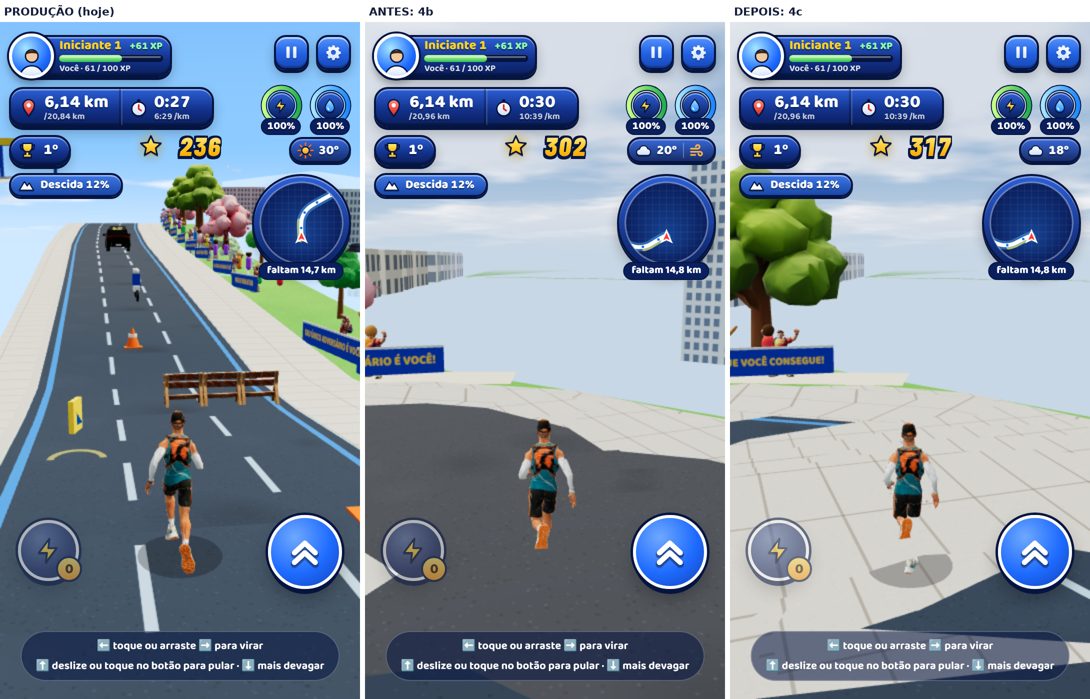 PRODUÇÃO (hoje)
Iniciante 1 +61 XP
Você · 61 / 100 XP
6,14 km
/20,84 km
0:27
6:29 /km
100%
100%
1º
236
30°
Descida 12%
Faltam 14,7 km
0
⬅️ toque ou arraste ➡️ para virar
⬆️ deslize ou toque no botão para pular · ⬇️ mais devagar
ANTES: 4b
Iniciante 1 +61 XP
Você · 61 / 100 XP
6,14 km
/20,96 km
0:30
10:39 /km
100%
100%
1º
302
20°
Descida 12%
Faltam 14,8 km
ÁRIO É VOCÊ!
0
⬅️ toque ou arraste ➡️ para virar
⬆️ deslize ou toque no botão para pular · ⬇️ mais devagar
DEPOIS: 4c
Iniciante 1 +61 XP
Você · 61 / 100 XP
6,14 km
/20,96 km
0:30
10:39 /km
100%
100%
1º
317
18°
Descida 12%
Faltam 14,8 km
E VOCÊ CONSEGUE!
0
⬅️ toque ou arraste ➡️ para virar
⬆️ deslize ou toque no botão para pular · ⬇️ mais devagar